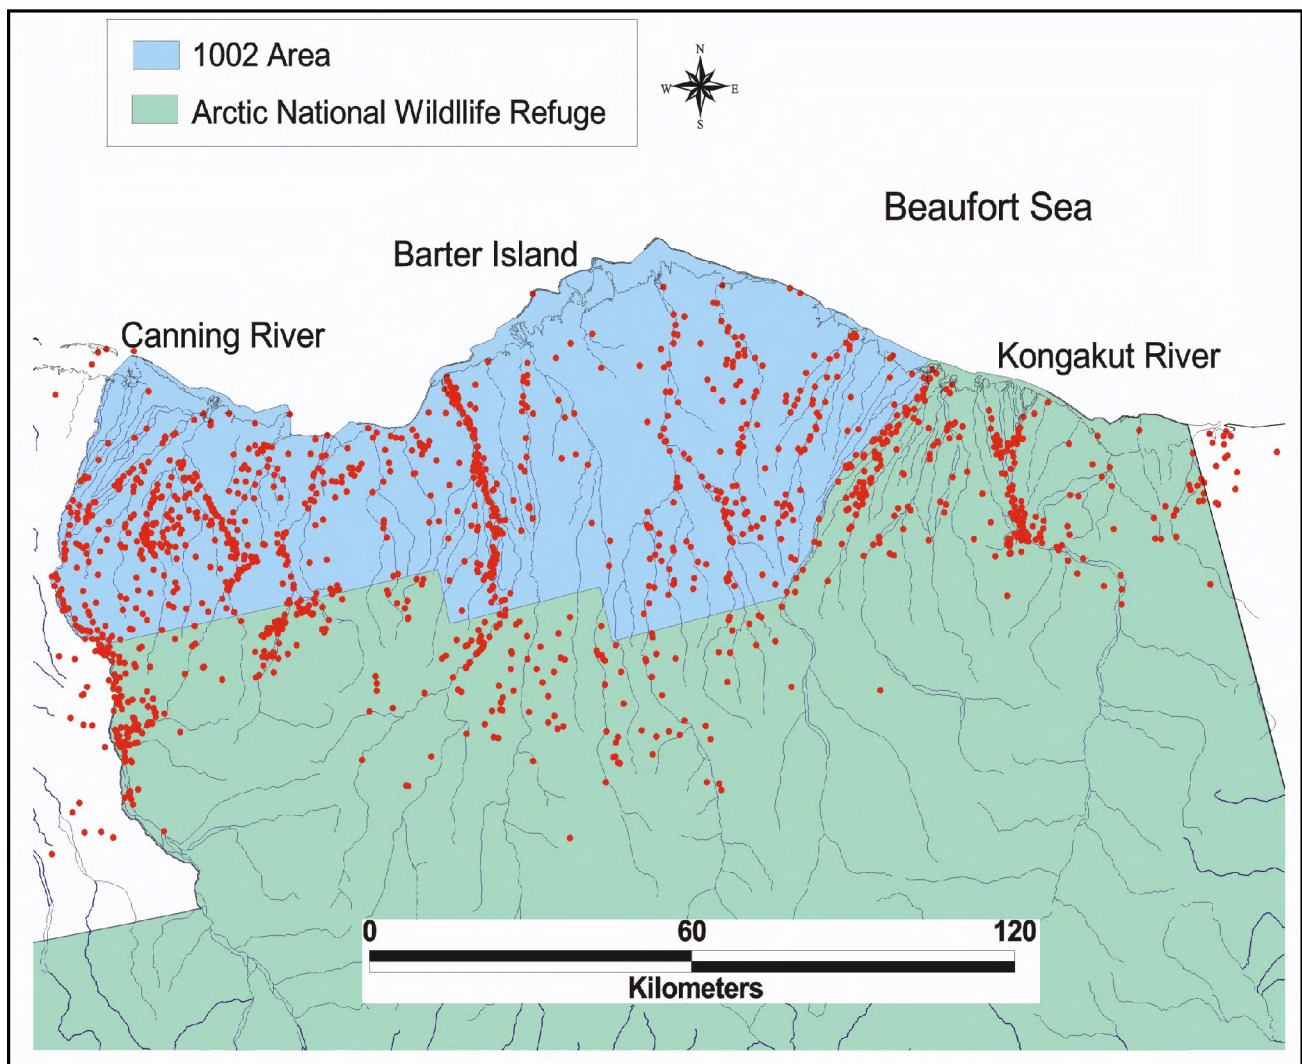 1002 Area
Arctic National Wildllife Refuge
N
W E
S
Beaufort Sea
Barter Island
Canning River
Kongakut River
0 60 120
Kilometers